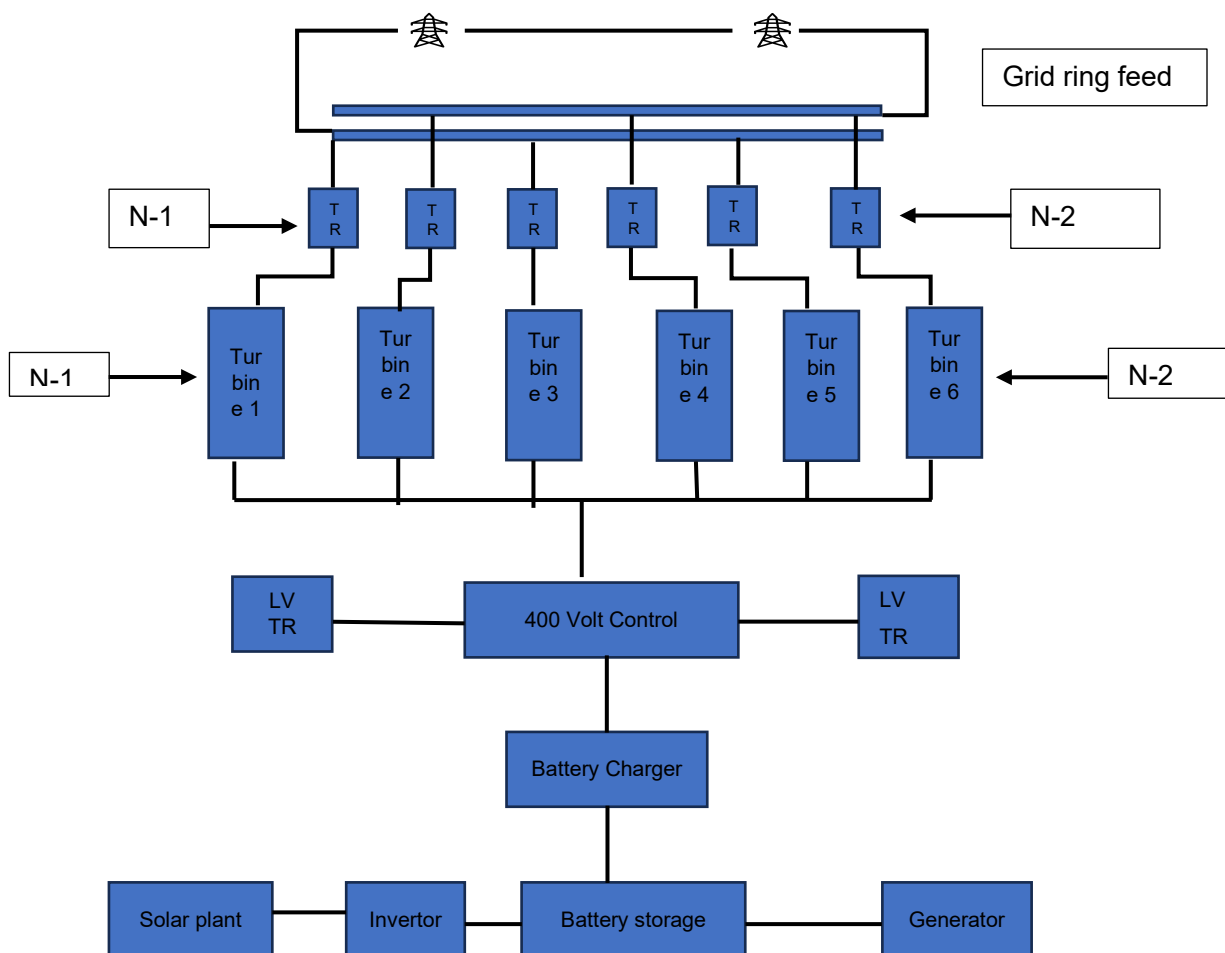 Grid ring feed
N-1
T
R
T
R
T
R
T
R
T
R
T
R
N-2
N-1
Tur
bin
e 1
Tur
bin
e 2
Tur
bin
e 3
Tur
bin
e 4
Tur
bin
e 5
Tur
bin
e 6
N-2
LV
TR
400 Volt Control
LV
TR
Battery Charger
Solar plant
Invertor
Battery storage
Generator